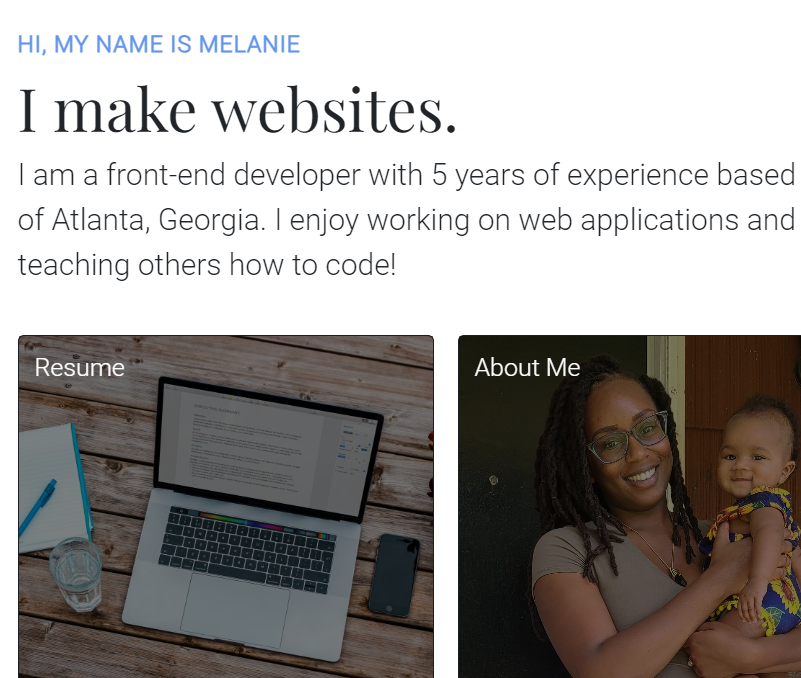 HI, MY NAME IS MELANIE
I make websites.
I am a front-end developer with 5 years of experience based
of Atlanta, Georgia. I enjoy working on web applications and
teaching others how to code!
Resume
About Me